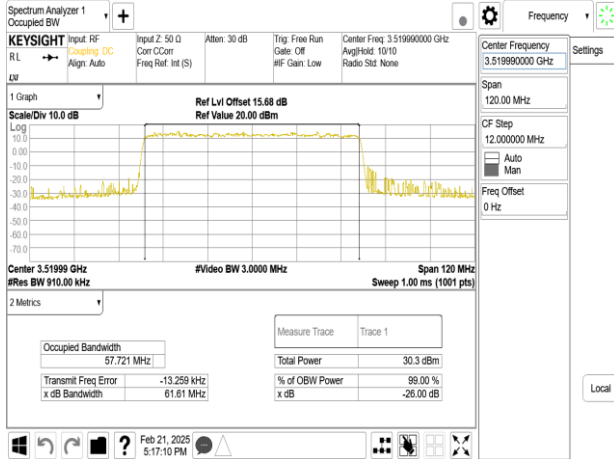 Spectrum Analyzer 1
Occupied BW
+
Frequency
KEYSIGHT
RL
Input: RF
Coupling: DC
Align: Auto
Input Z: 50 Ω
Corr CCorr
Freq Ref: Int (S)
Atten: 30 dB
Trig: Free Run
Gate: Off
#IF Gain: Low
Center Freq: 3.519990000 GHz
Avg|Hold: 10/10
Radio Std: None
Center Frequency
3.519990000 GHz
Settings
Span
120.00 MHz
CF Step
12.000000 MHz
Auto
Man
Freq Offset
0 Hz
Local
1 Graph
Scale/Div 10.0 dB
Ref Lvl Offset 15.68 dB
Ref Value 20.00 dBm
Log
10.0
0.00
-10.0
-20.0
-30.0
-40.0
-50.0
-60.0
-70.0
Center 3.51999 GHz
#Video BW 3.0000 MHz
Span 120 MHz
#Res BW 910.00 kHz
Sweep 1.00 ms (1001 pts)
2 Metrics
Measure Trace
Trace 1
Occupied Bandwidth
57.721 MHz
Total Power
30.3 dBm
Transmit Freq Error
-13.259 kHz
% of OBW Power
99.00 %
x dB Bandwidth
61.61 MHz
x dB
-26.00 dB
?
Feb 21, 2025
5:17:10 PM